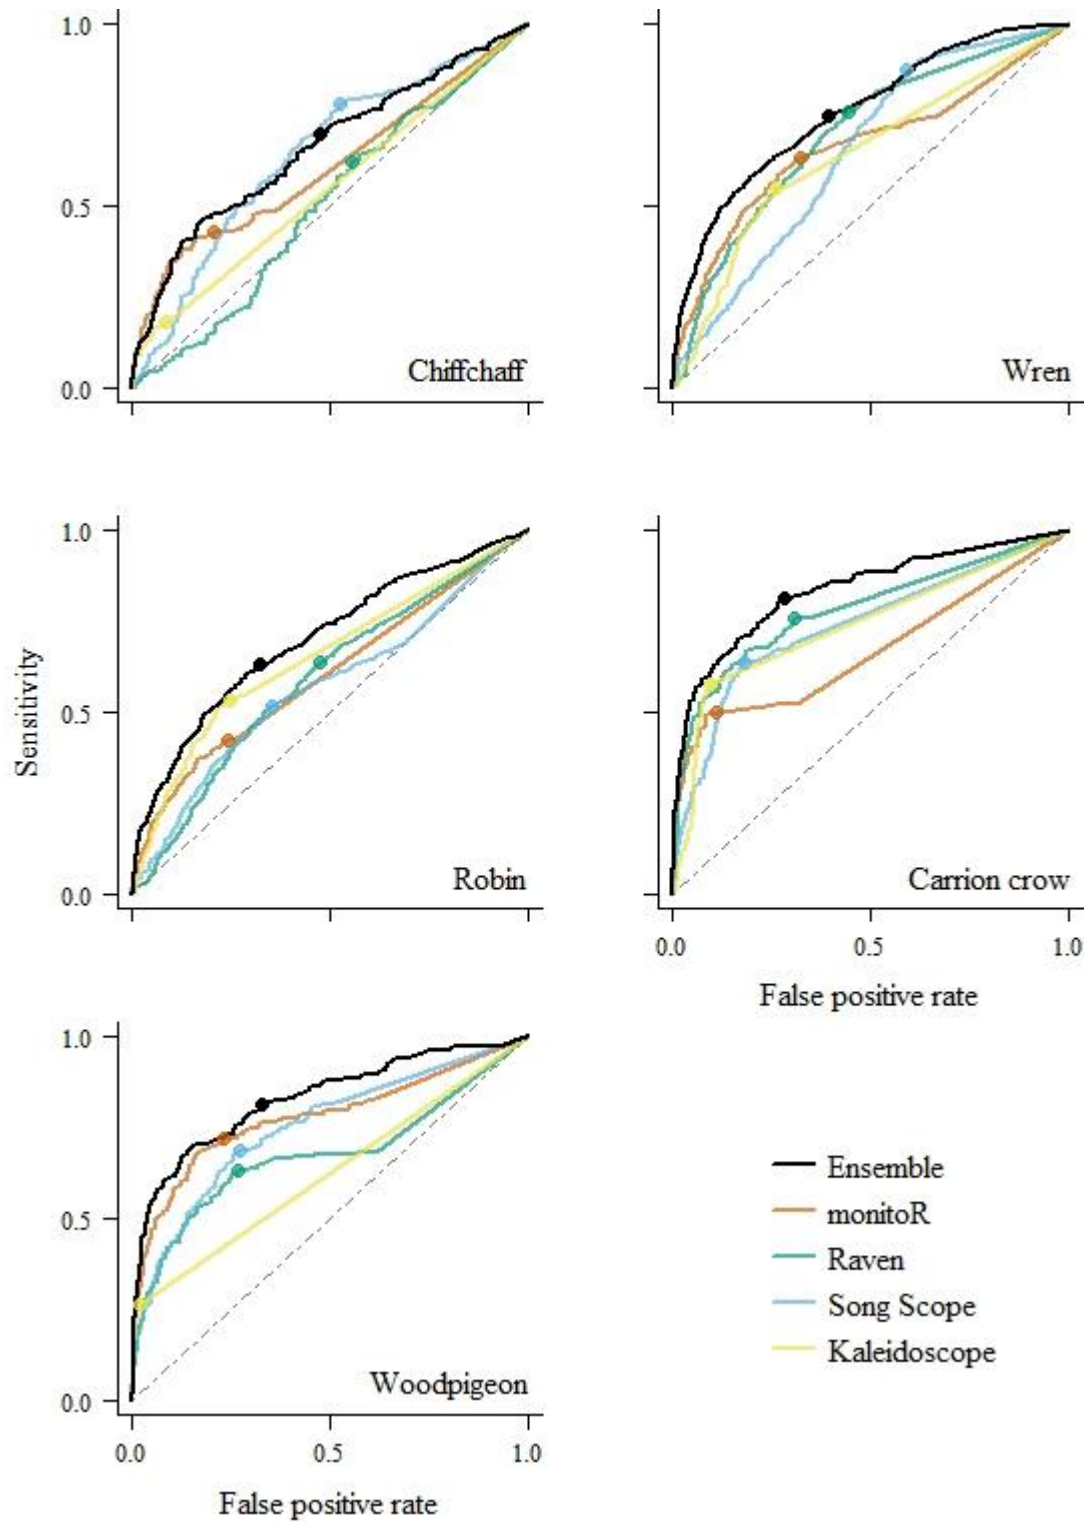 1.0
0.5
0.0
Chiffchaff
Wren
Sensitivity
1.0
0.5
0.0
Robin
Carrion crow
0.0 0.5 1.0
False positive rate
1.0
0.5
0.0
Woodpigeon
0.0 0.5 1.0
False positive rate
Ensemble
monitoR
Raven
Song Scope
Kaleidoscope